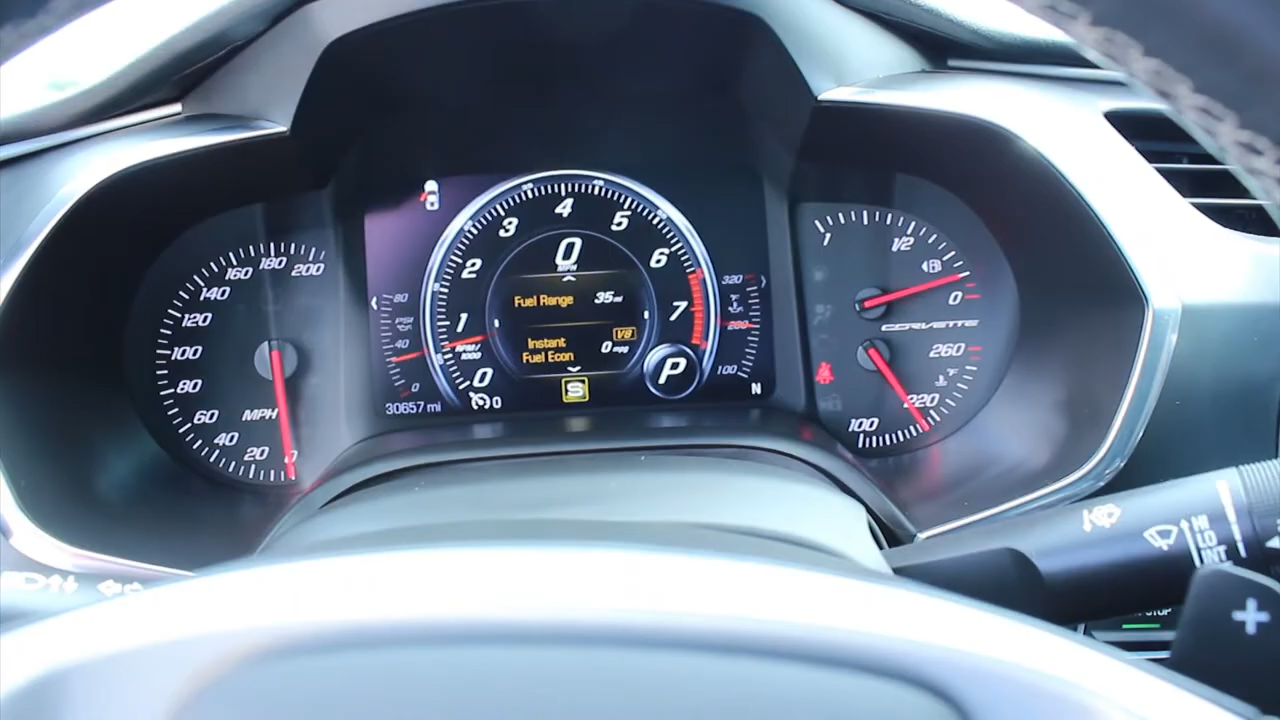 200
180
160
140
120
100
80
60
40
20
0
MPH
80
PSI
40
0
30657 mi
0
1
2
3
4
5
6
7
RPM/
1000
0
MPH
Fuel Range 35 mi
V8
Instant
Fuel Econ
0 mpg
S
0
P
320
°F
100
N
1
1/2
0
CORVETTE
260
°F
220
100
HI
LO
INT
+